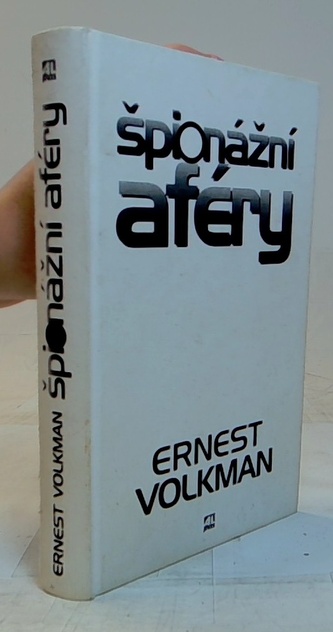 špionážní
aféry
ERNEST
VOLKMAN
ERNEST VOLKMAN špionážní aféry